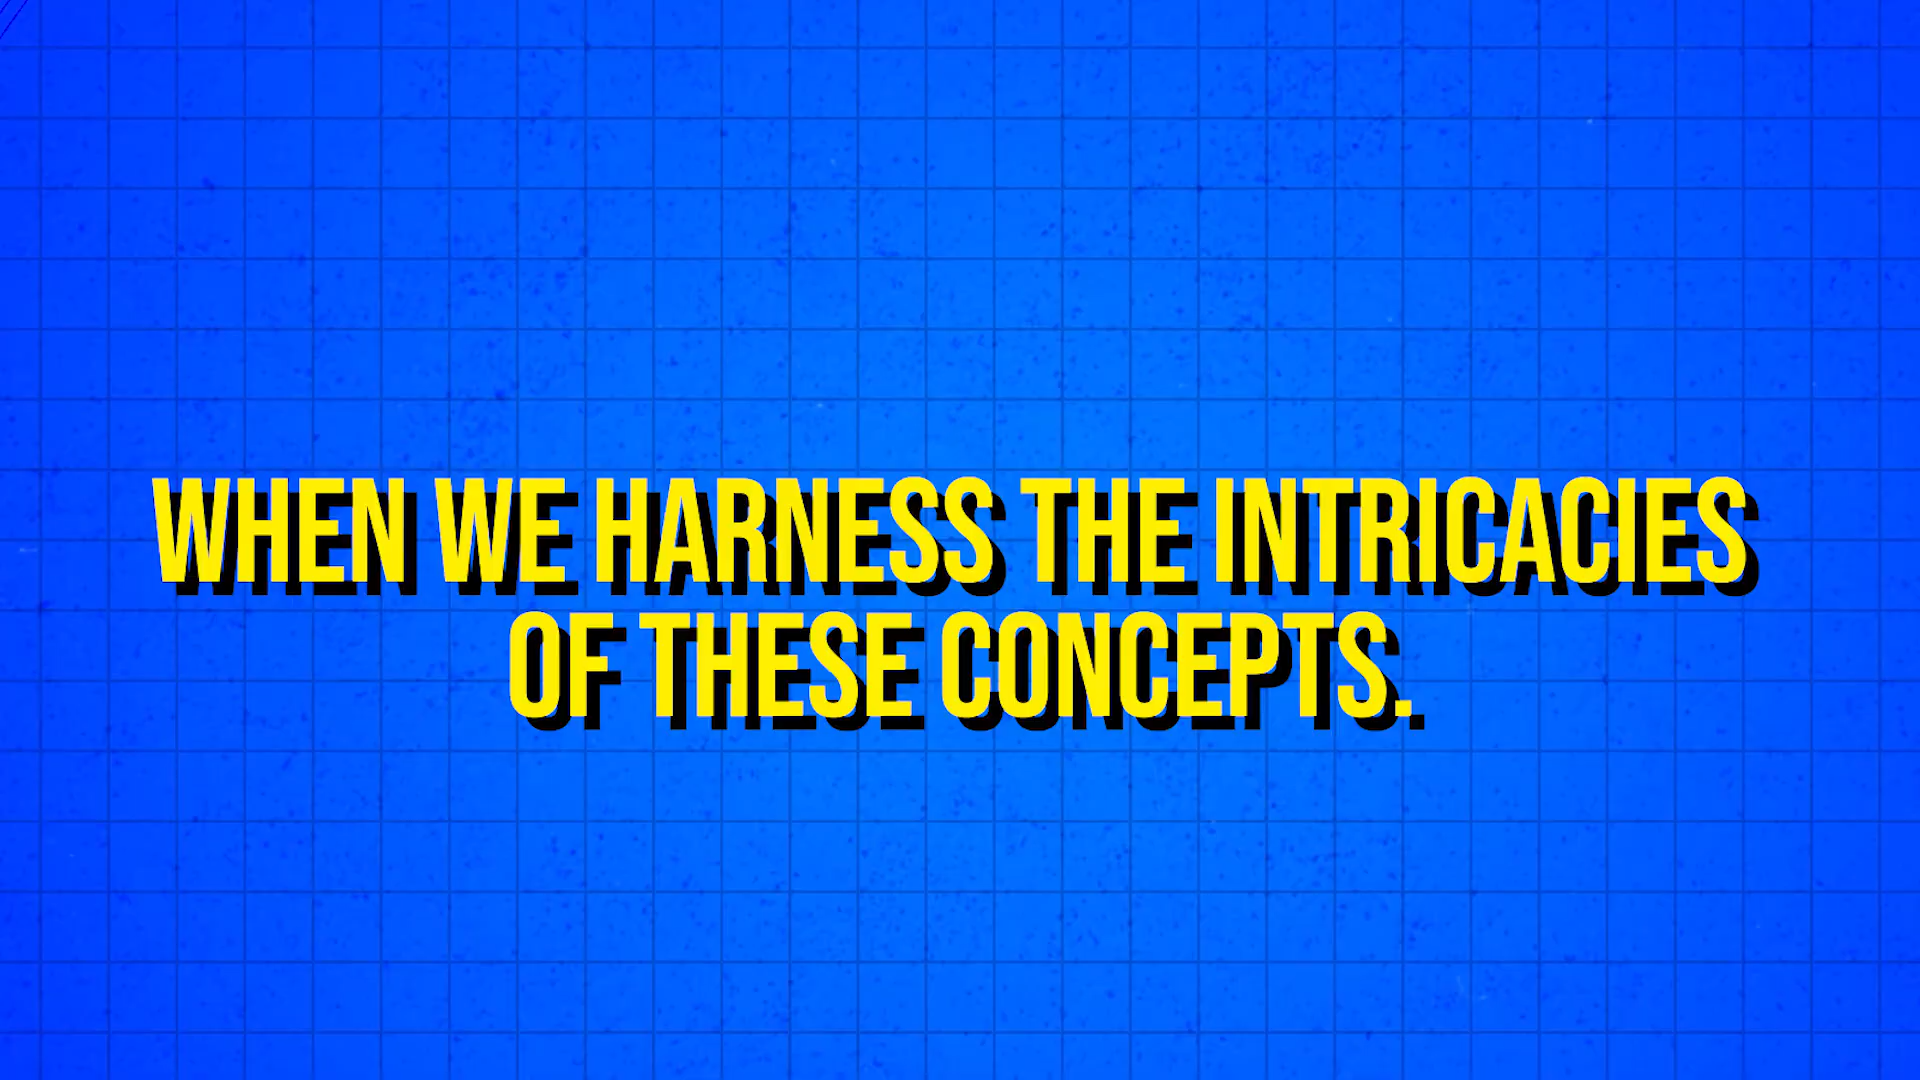 WHEN WE HARNESS THE INTRICACIES
OF THESE CONCEPTS.